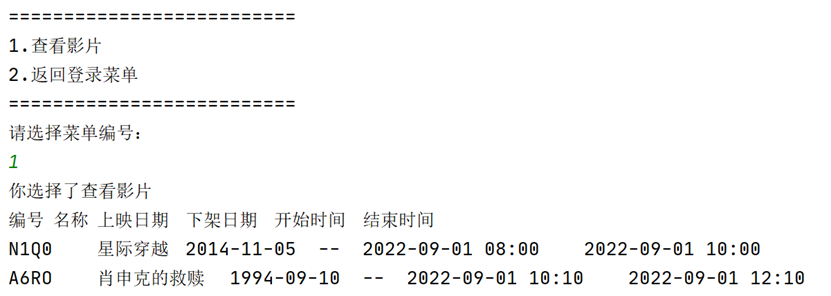 ==========================
1.查看影片
2.返回登录菜单
==========================
请选择菜单编号：
1
你选择了查看影片
编号 名称 上映日期 下架日期 开始时间 结束时间
N1Q0 星际穿越 2014-11-05 -- 2022-09-01 08:00 2022-09-01 10:00
A6RO 肖申克的救赎 1994-09-10 -- 2022-09-01 10:10 2022-09-01 12:10